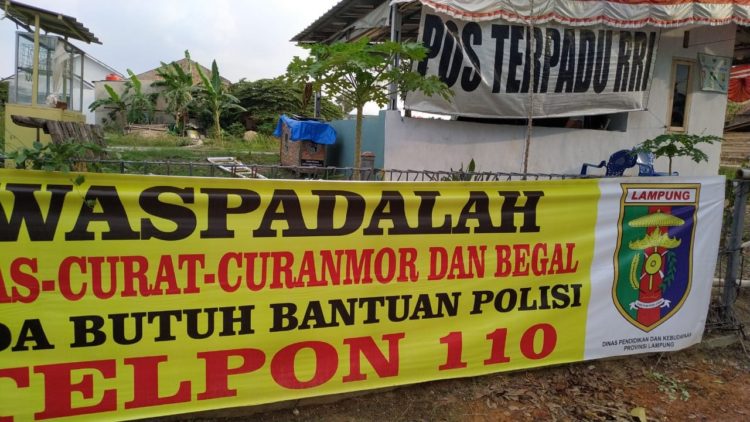 POS TERPADU RRI
WASPADALAH
AS-CURAT-CURANMOR DAN BEGAL
DA BUTUH BANTUAN POLISI
TELPON 110
LAMPUNG
DINAS PENDIDIKAN DAN KEBUDAYAAN
PROVINSI LAMPUNG